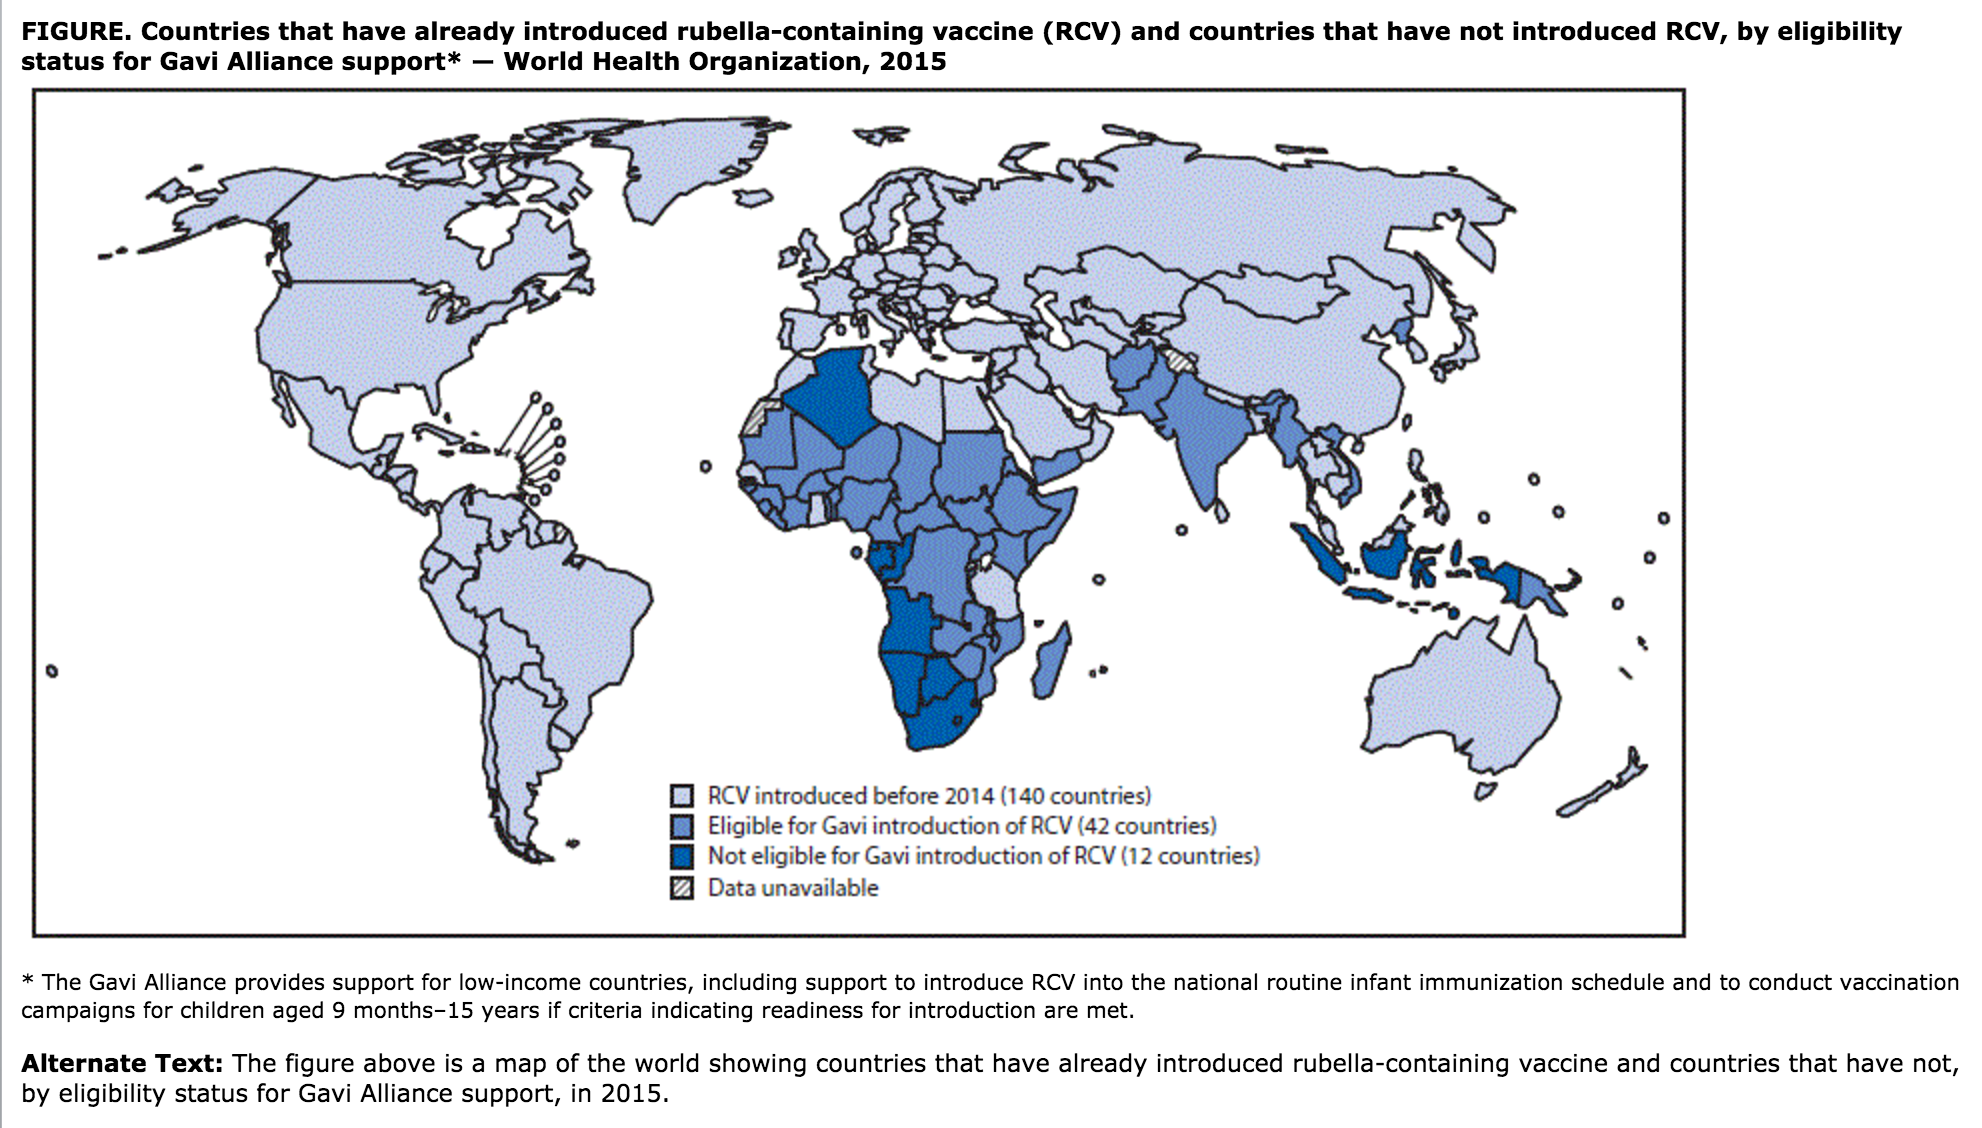 FIGURE. Countries that have already introduced rubella-containing vaccine (RCV) and countries that have not introduced RCV, by eligibility
status for Gavi Alliance support* — World Health Organization, 2015
RCV introduced before 2014 (140 countries)
Eligible for Gavi introduction of RCV (42 countries)
Not eligible for Gavi introduction of RCV (12 countries)
Data unavailable
* The Gavi Alliance provides support for low-income countries, including support to introduce RCV into the national routine infant immunization schedule and to conduct vaccination
campaigns for children aged 9 months–15 years if criteria indicating readiness for introduction are met.
Alternate Text: The figure above is a map of the world showing countries that have already introduced rubella-containing vaccine and countries that have not,
by eligibility status for Gavi Alliance support, in 2015.